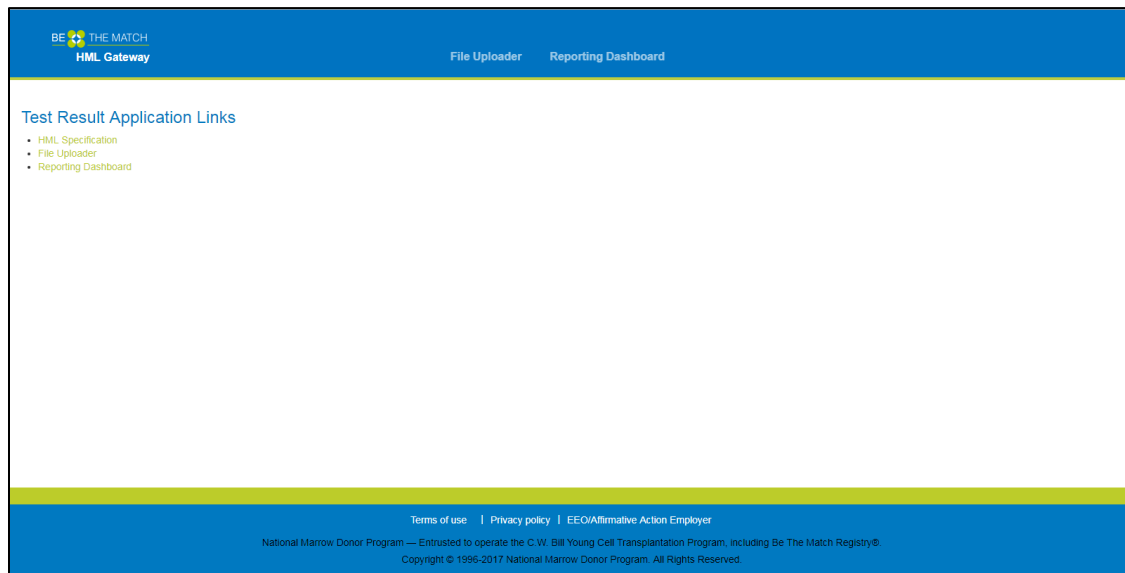 BE THE MATCH
HML Gateway
File Uploader Reporting Dashboard
Test Result Application Links
• HML Specification
• File Uploader
• Reporting Dashboard
Terms of use | Privacy policy | EEO/Affirmative Action Employer
National Marrow Donor Program — Entrusted to operate the C.W. Bill Young Cell Transplantation Program, including Be The Match Registry®.
Copyright © 1996-2017 National Marrow Donor Program. All Rights Reserved.